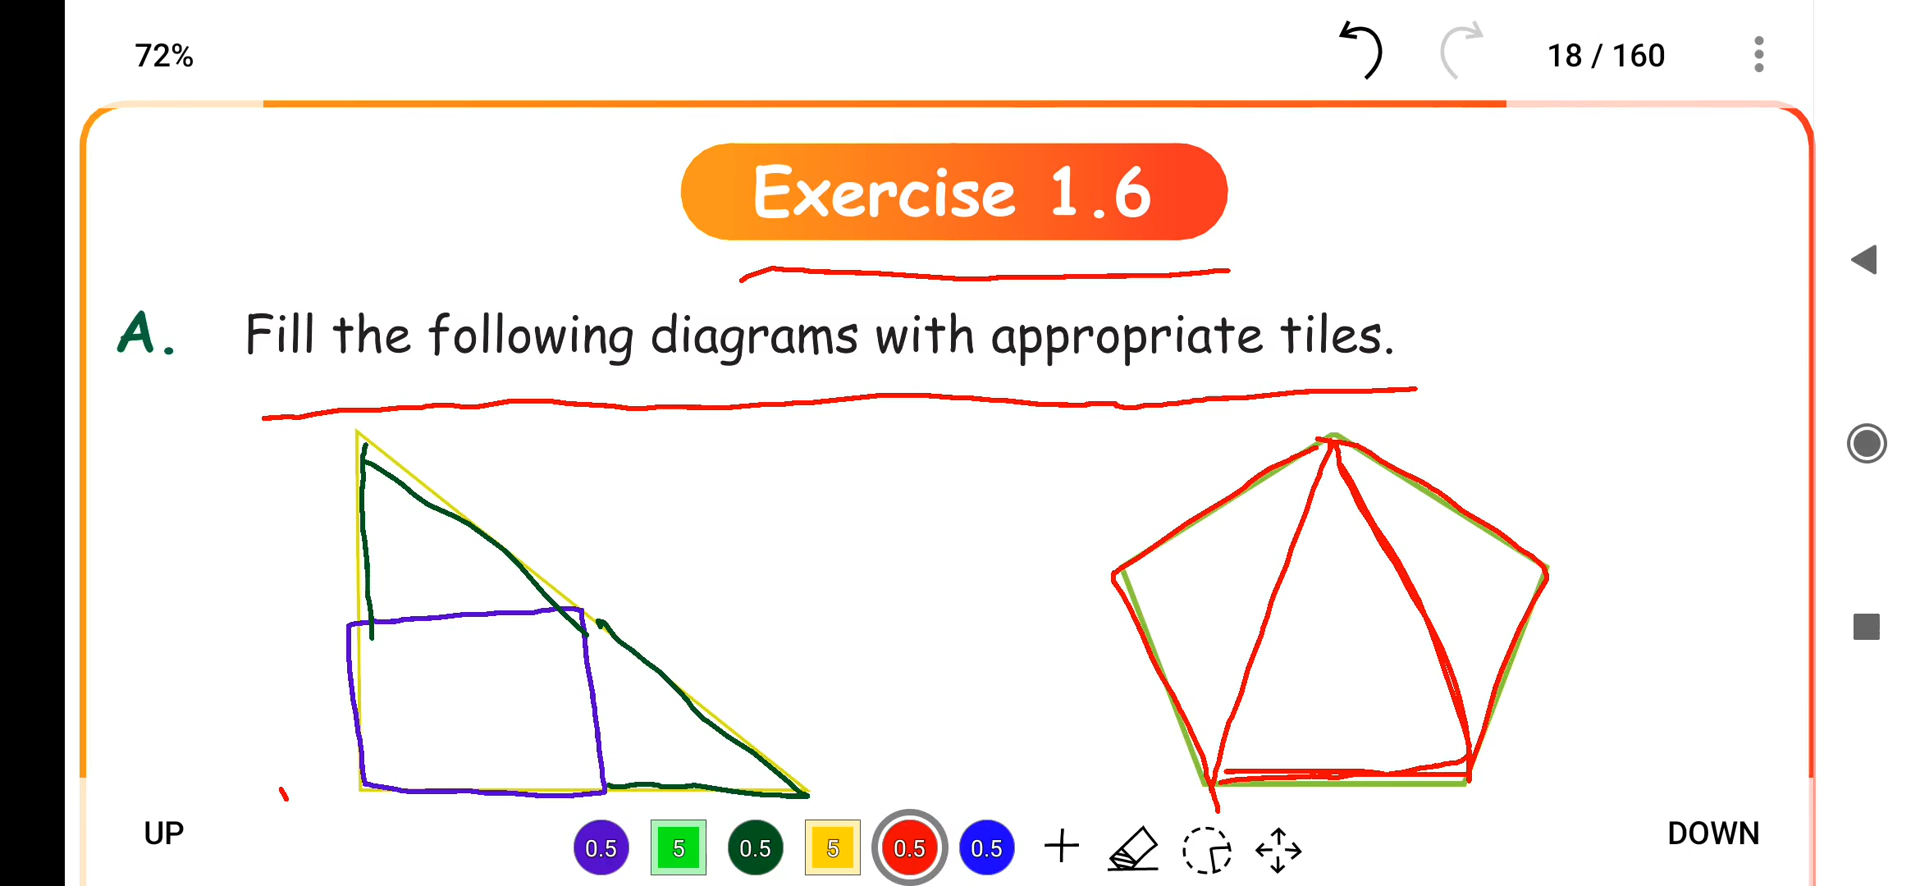 72%
18 / 160
Exercise 1.6
A. Fill the following diagrams with appropriate tiles.
UP
0.5 5 0.5 5 0.5 0.5
DOWN